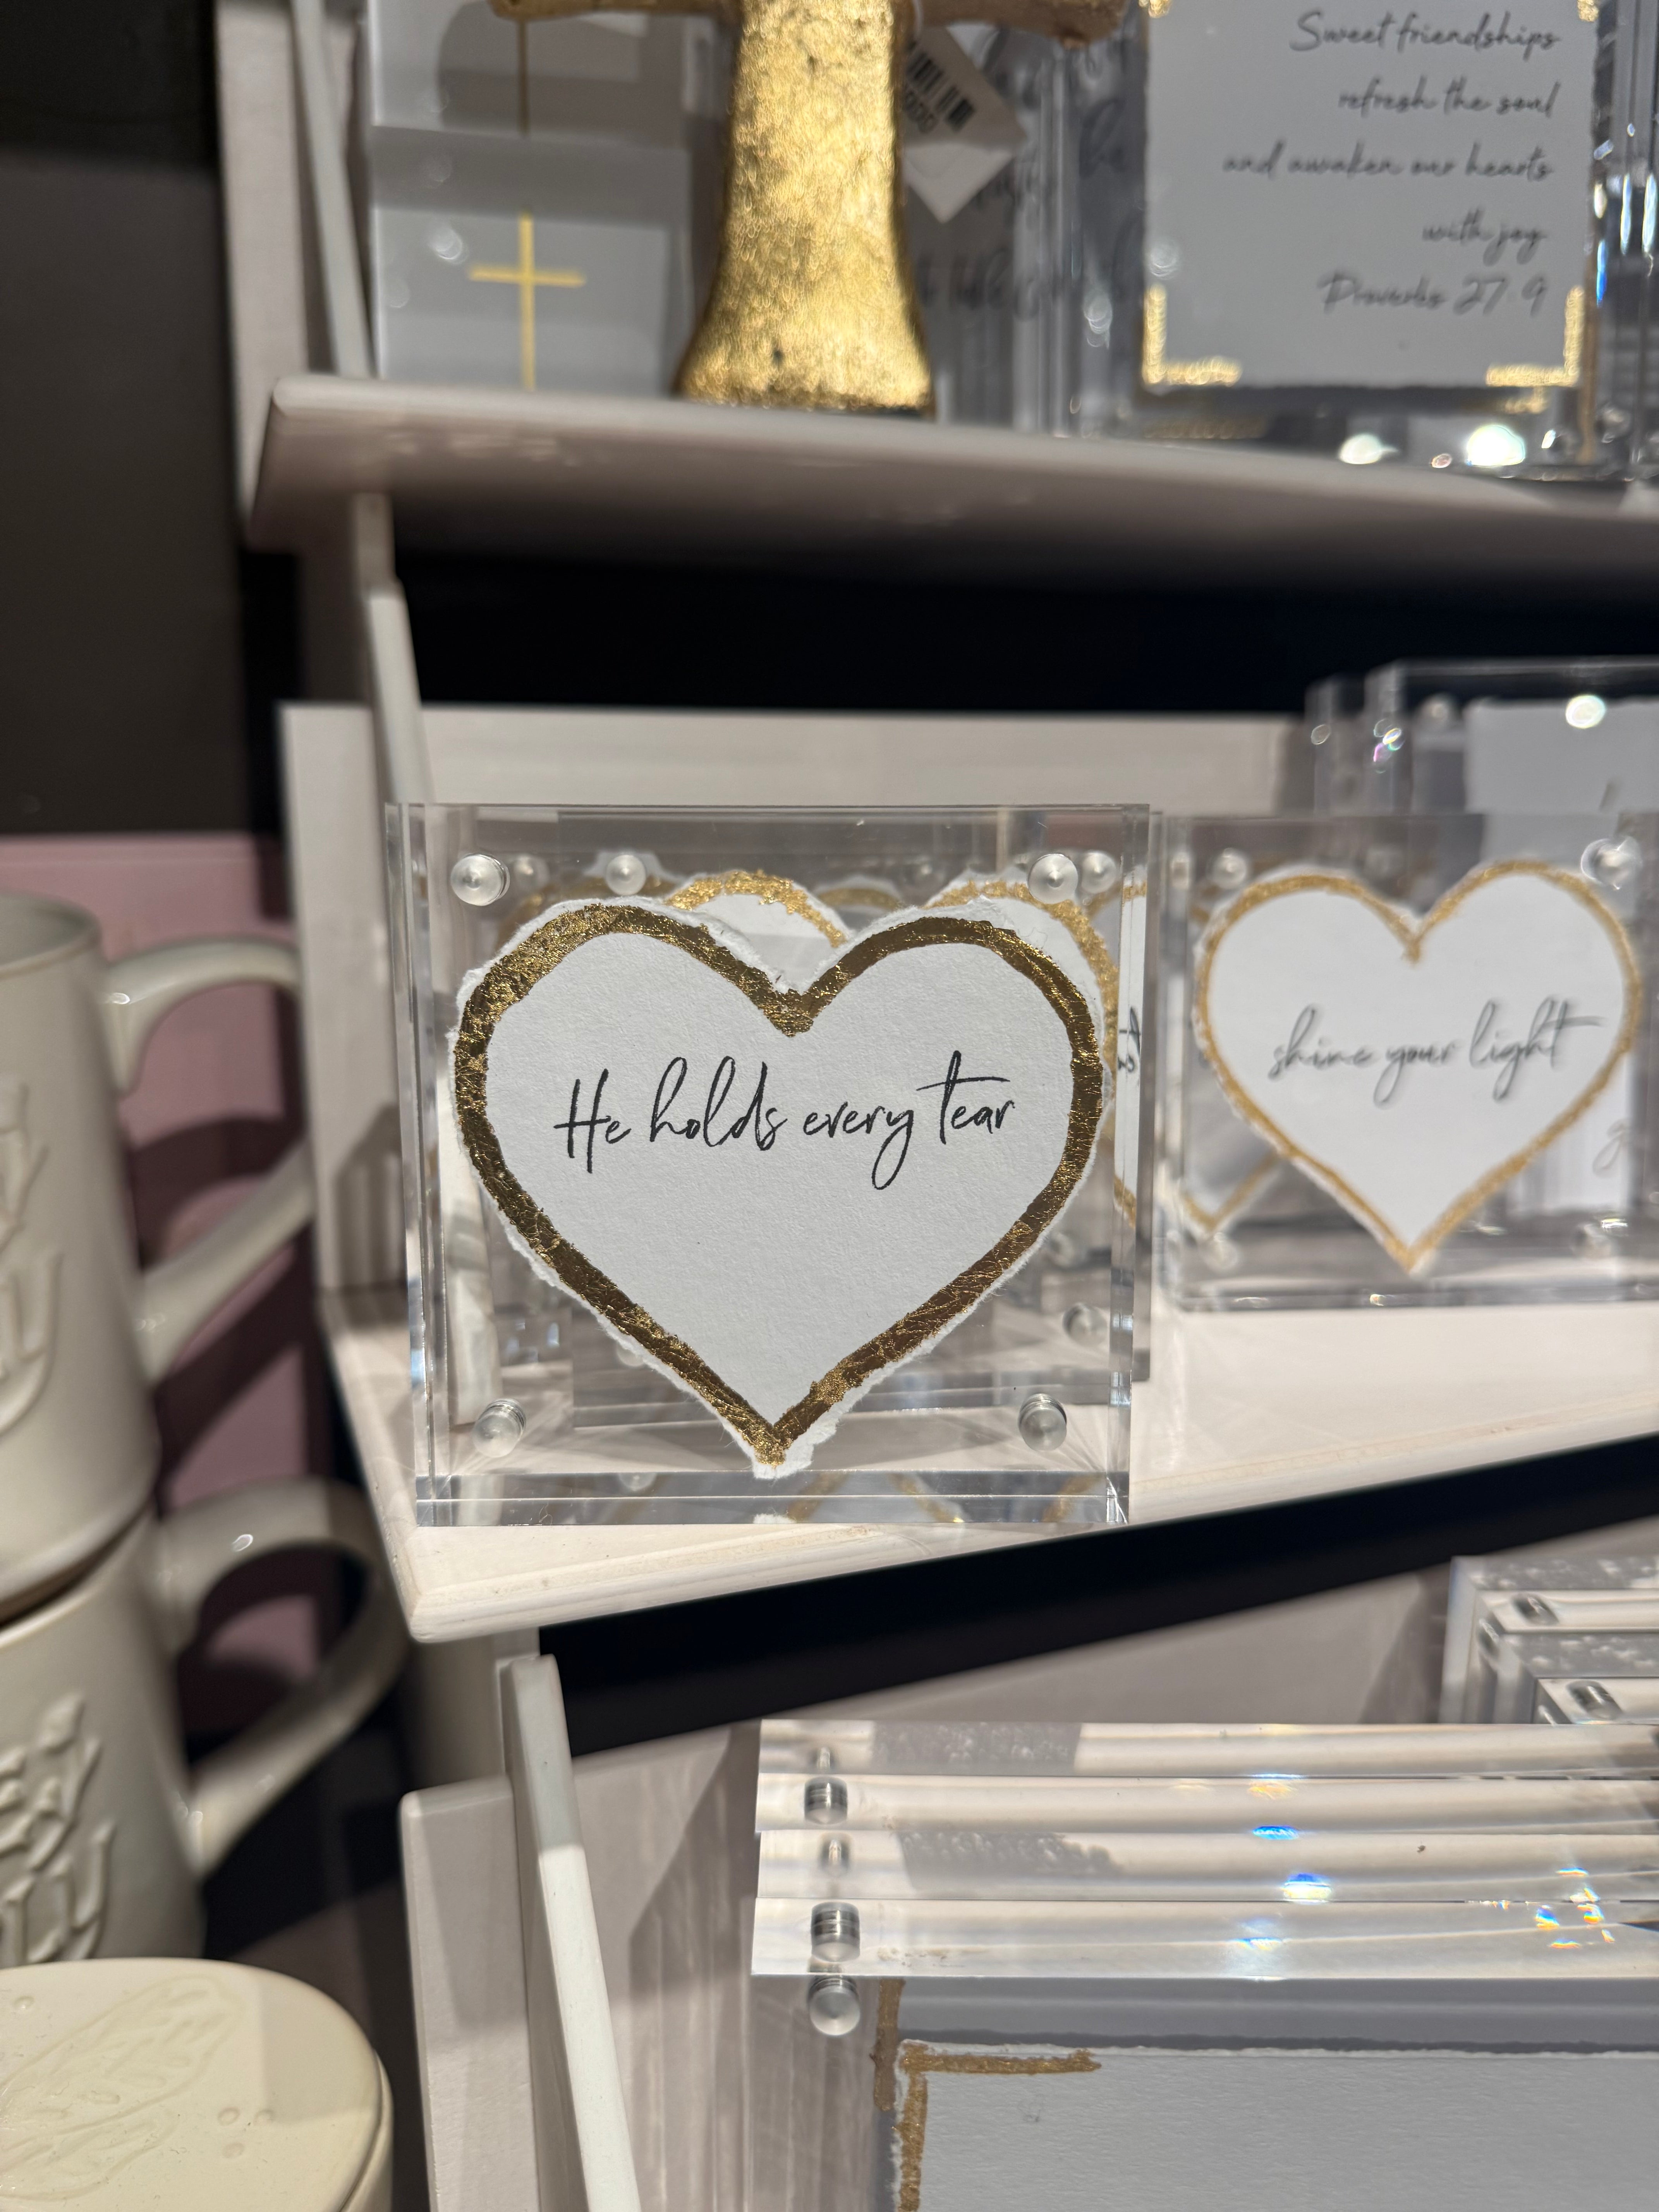 Sweet friendships
refresh the soul
and awaken our hearts
with joy
Proverbs 27 9
He holds every tear
shine your light